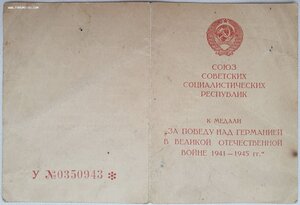 СОЮЗ
СОВЕТСКИХ
СОЦИАЛИСТИЧЕСКИХ
РЕСПУБЛИК
К МЕДАЛИ
"ЗА ПОБЕДУ НАД ГЕРМАНИЕЙ
В ВЕЛИКОЙ ОТЕЧЕСТВЕННОЙ
ВОЙНЕ 1941—1945 гг."
У №0350943 *